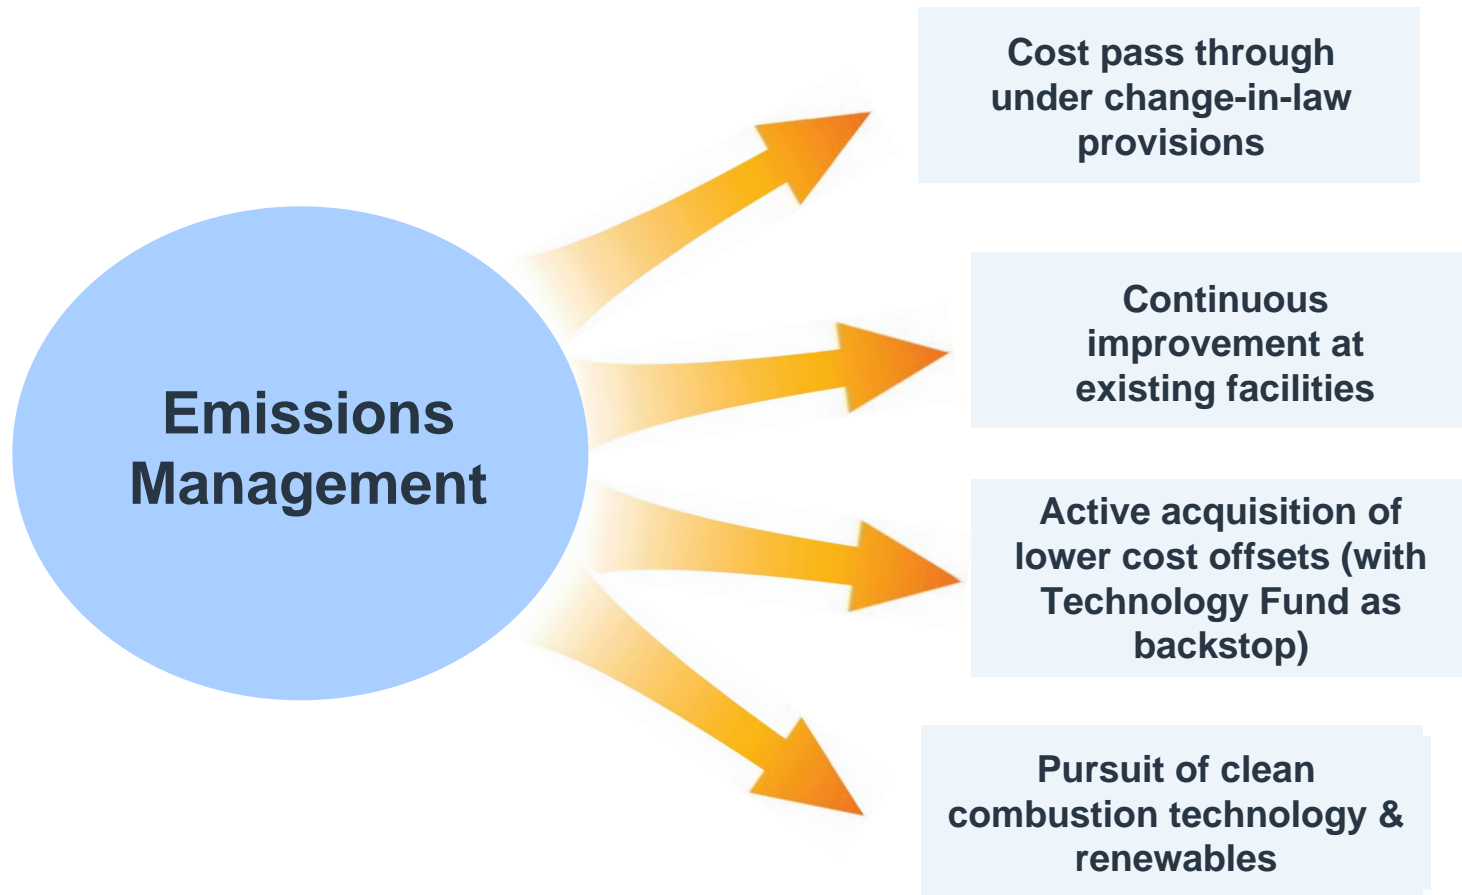 Cost pass through
under change-in-law
provisions
Emissions
Management
Continuous
improvement at
existing facilities
Active acquisition of
lower cost offsets (with
Technology Fund as
backstop)
Pursuit of clean
combustion technology &
renewables